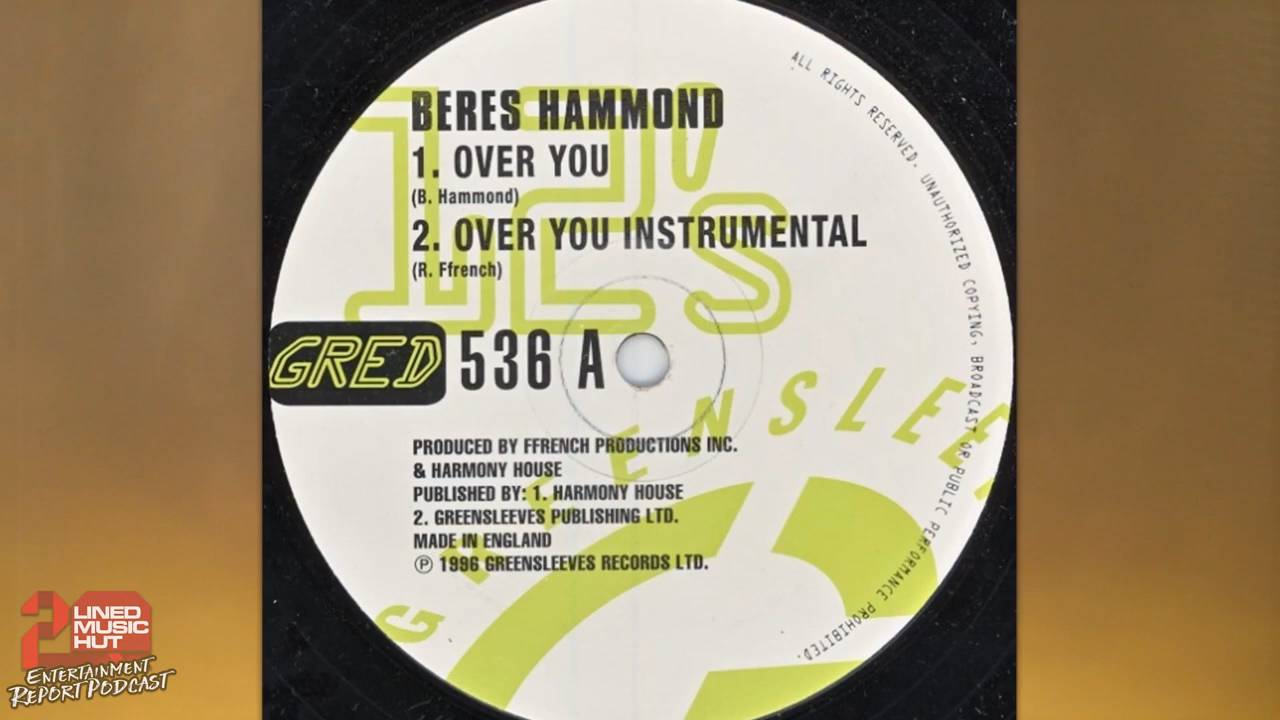 12's
BERES HAMMOND
1. OVER YOU
(B. Hammond)
2. OVER YOU INSTRUMENTAL
(R. Ffrench)
GRED 536 A
PRODUCED BY FFRENCH PRODUCTIONS INC.
& HARMONY HOUSE
PUBLISHED BY: 1. HARMONY HOUSE
2. GREENSLEEVES PUBLISHING LTD.
MADE IN ENGLAND
℗ 1996 GREENSLEEVES RECORDS LTD.
ALL RIGHTS RESERVED. UNAUTHORIZED COPYING, BROADCAST OR PUBLIC PERFORMANCE PROHIBITED.
GREENSLEE
LINED
MUSIC
HUT
ENTERTAINMENT
REPORT PODCAST